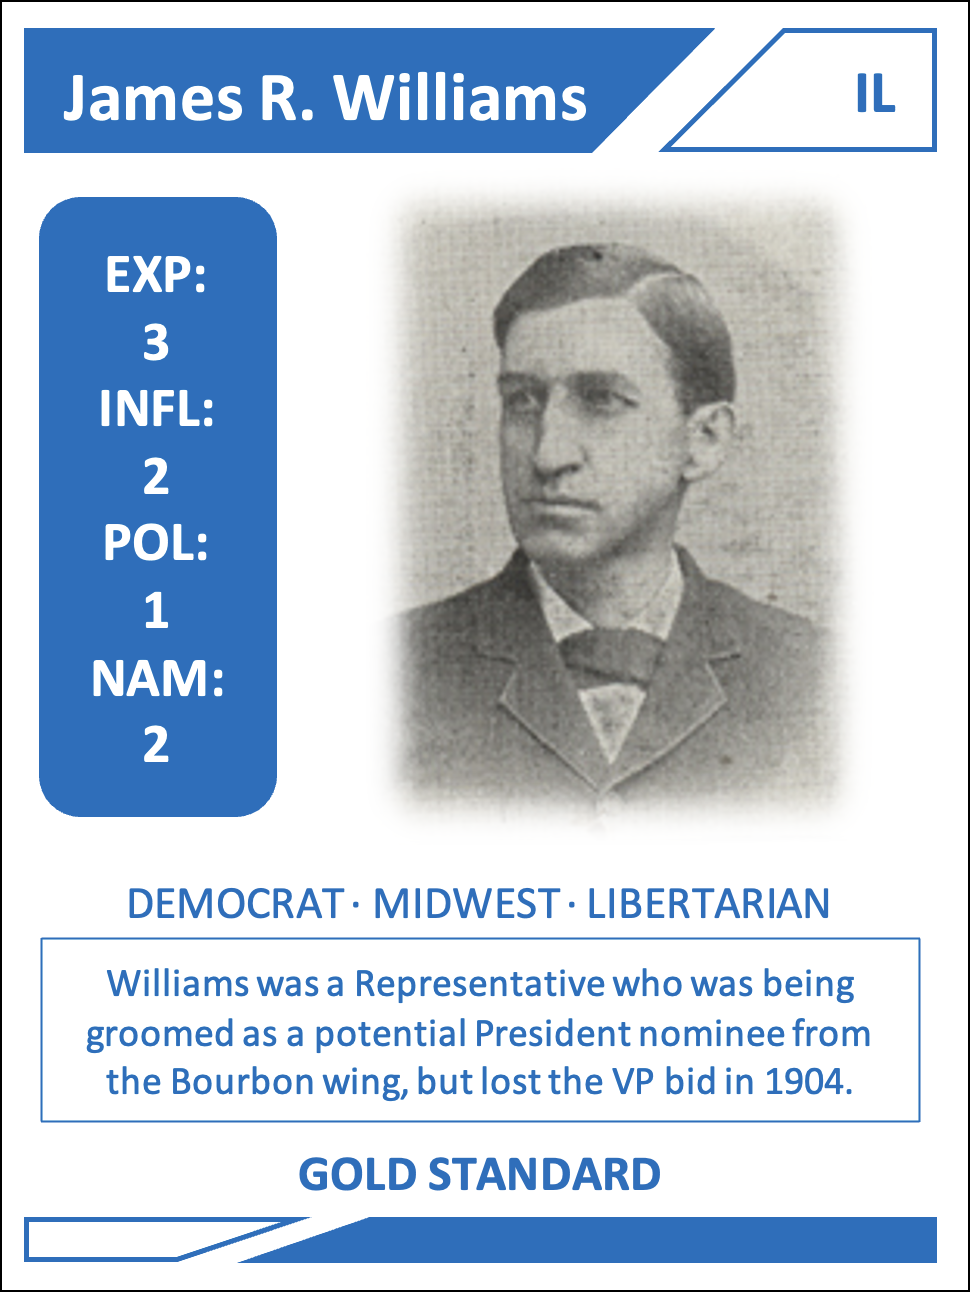 James R. Williams
IL
EXP:
3
INFL:
2
POL:
1
NAM:
2
DEMOCRAT · MIDWEST · LIBERTARIAN
Williams was a Representative who was being
groomed as a potential President nominee from
the Bourbon wing, but lost the VP bid in 1904.
GOLD STANDARD